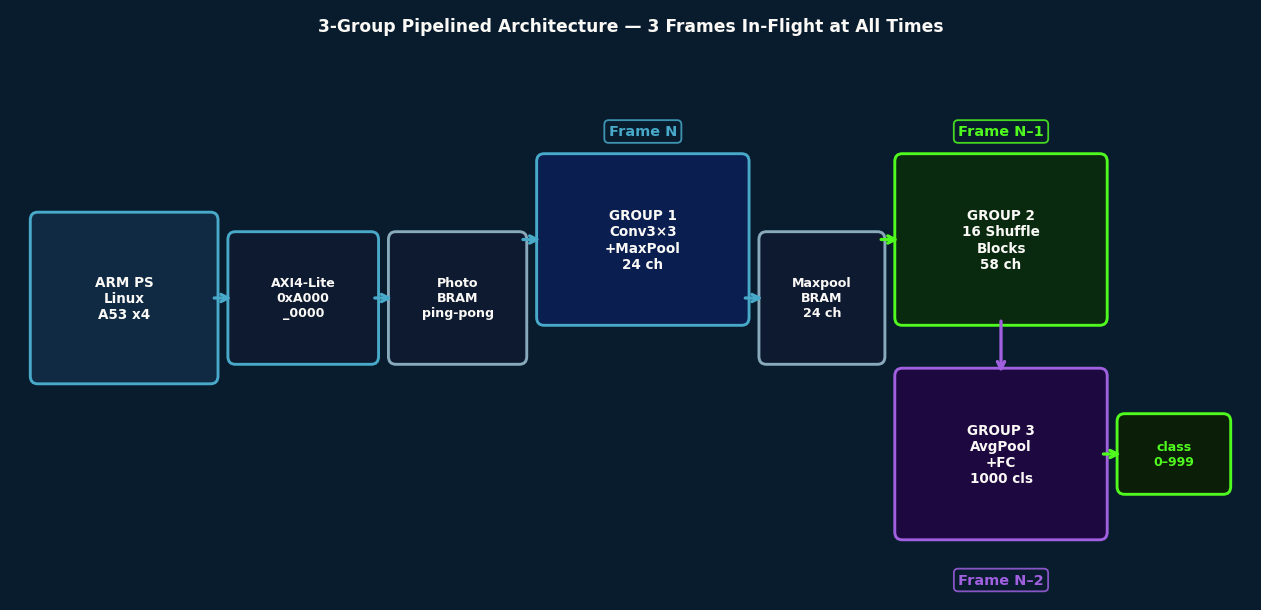 3-Group Pipelined Architecture — 3 Frames In-Flight at All Times
Frame N
Frame N–1
ARM PS
Linux
A53 x4
AXI4-Lite
0xA000
_0000
Photo
BRAM
ping-pong
GROUP 1
Conv3×3
+MaxPool
24 ch
Maxpool
BRAM
24 ch
GROUP 2
16 Shuffle
Blocks
58 ch
GROUP 3
AvgPool
+FC
1000 cls
class
0–999
Frame N–2